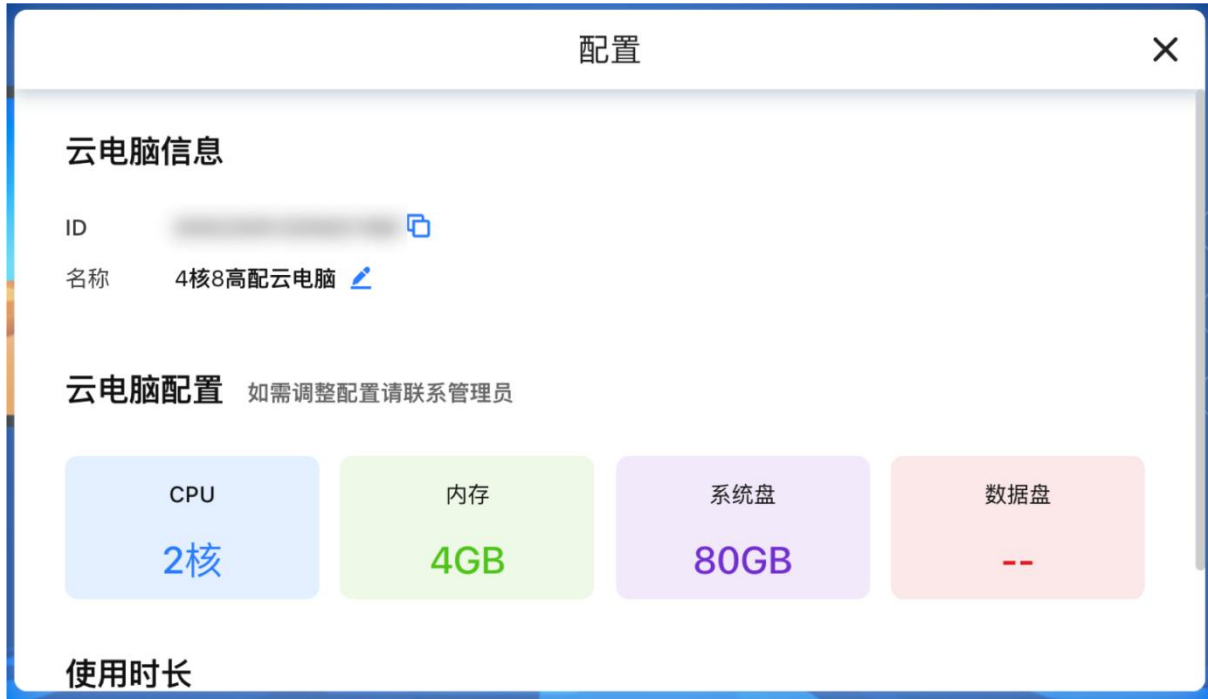 配置
云电脑信息
ID
名称 4核8高配云电脑
云电脑配置 如需调整配置请联系管理员
CPU 内存 系统盘 数据盘
2核 4GB 80GB --
使用时长